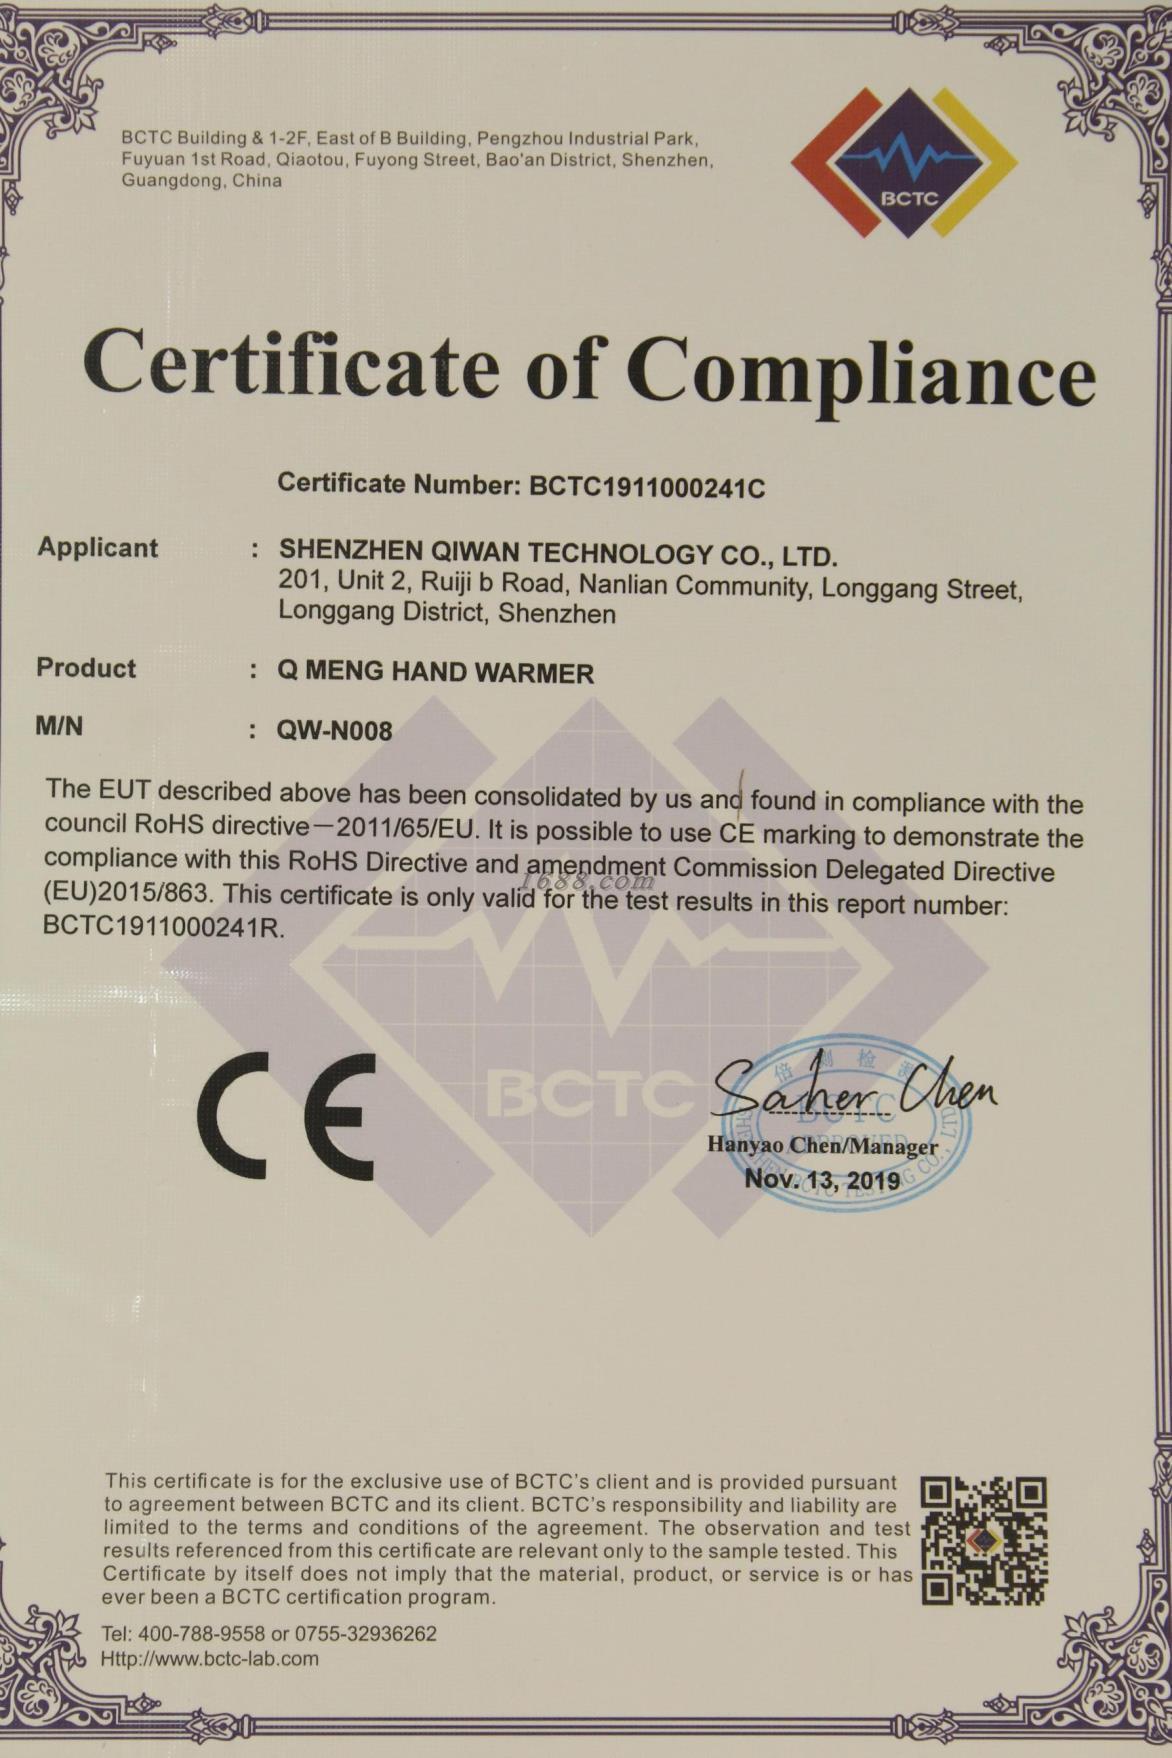 BCTC Building & 1-2F, East of B Building, Pengzhou Industrial Park,
Fuyuan 1st Road, Qiaotou, Fuyong Street, Bao'an District, Shenzhen,
Guangdong, China
BCTC
Certificate of Compliance
Certificate Number: BCTC1911000241C
Applicant : SHENZHEN QIWAN TECHNOLOGY CO., LTD.
201, Unit 2, Ruiji b Road, Nanlian Community, Longgang Street,
Longgang District, Shenzhen
Product : Q MENG HAND WARMER
M/N : QW-N008
The EUT described above has been consolidated by us and found in compliance with the
council RoHS directive—2011/65/EU. It is possible to use CE marking to demonstrate the
compliance with this RoHS Directive and amendment Commission Delegated Directive
1688.com
(EU)2015/863. This certificate is only valid for the test results in this report number:
BCTC1911000241R.
CE
BCTC
Saher Chen
倍测检测
BCTC
APPROVED
Hanyao Chen/Manager
Nov. 13, 2019
BCTC TESTING CO., LTD
This certificate is for the exclusive use of BCTC's client and is provided pursuant
to agreement between BCTC and its client. BCTC's responsibility and liability are
limited to the terms and conditions of the agreement. The observation and test
results referenced from this certificate are relevant only to the sample tested. This
Certificate by itself does not imply that the material, product, or service is or has
ever been a BCTC certification program.
Tel: 400-788-9558 or 0755-32936262
Http://www.bctc-lab.com